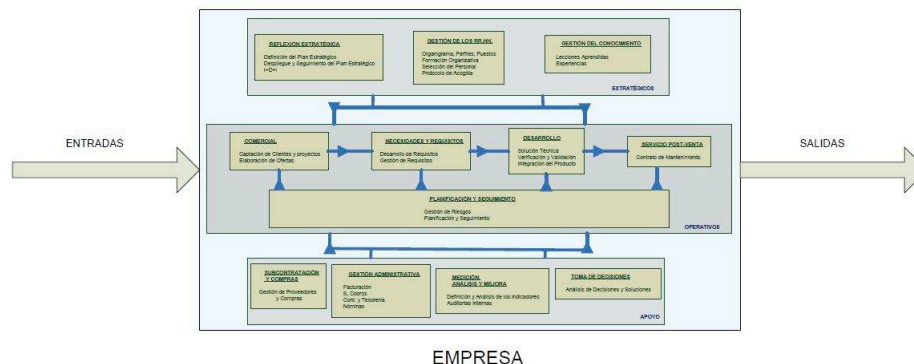 REFLEXIÓN ESTRATÉGICA
Definición del Plan Estratégico
Despliegue y Seguimiento del Plan Estratégico
I+D+I
GESTIÓN DE LOS RR.HH.
Organigrama, Perfiles, Puestos
Formación Organisativa
Selección del Personal
Protocolo de Acogida
GESTIÓN DEL CONOCIMIENTO
Lecciones Aprendidas
Experiencias
ESTRATÉGICOS
ENTRADAS
COMERCIAL
Captación de Clientes y proyectos
Elaboración de Ofertas
NECESIDADES Y REQUISITOS
Desarrollo de Requisitos
Gestión de Requisitos
DESARROLLO
Solución Técnica
Verificación y Validación
Integración del Producto
SERVICIO POST-VENTA
Contrato de Mantenimiento
SALIDAS
PLANIFICACIÓN Y SEGUIMIENTO
Gestión de Riesgos
Planificación y Seguimiento
OPERATIVOS
SUBCONTRATACIÓN
Y COMPRAS
Gestión de Proveedores
y Compras
GESTIÓN ADMINISTRATIVA
Facturación
E. Cobros
Cont. y Tesorería
Nominas
MEDICIÓN,
ANÁLISIS Y MEJORA
Definición y Análisis de los Indicadores
Auditorias Internas
TOMA DE DECISIONES
Análisis de Decisiones y Soluciones
APOYO
EMPRESA